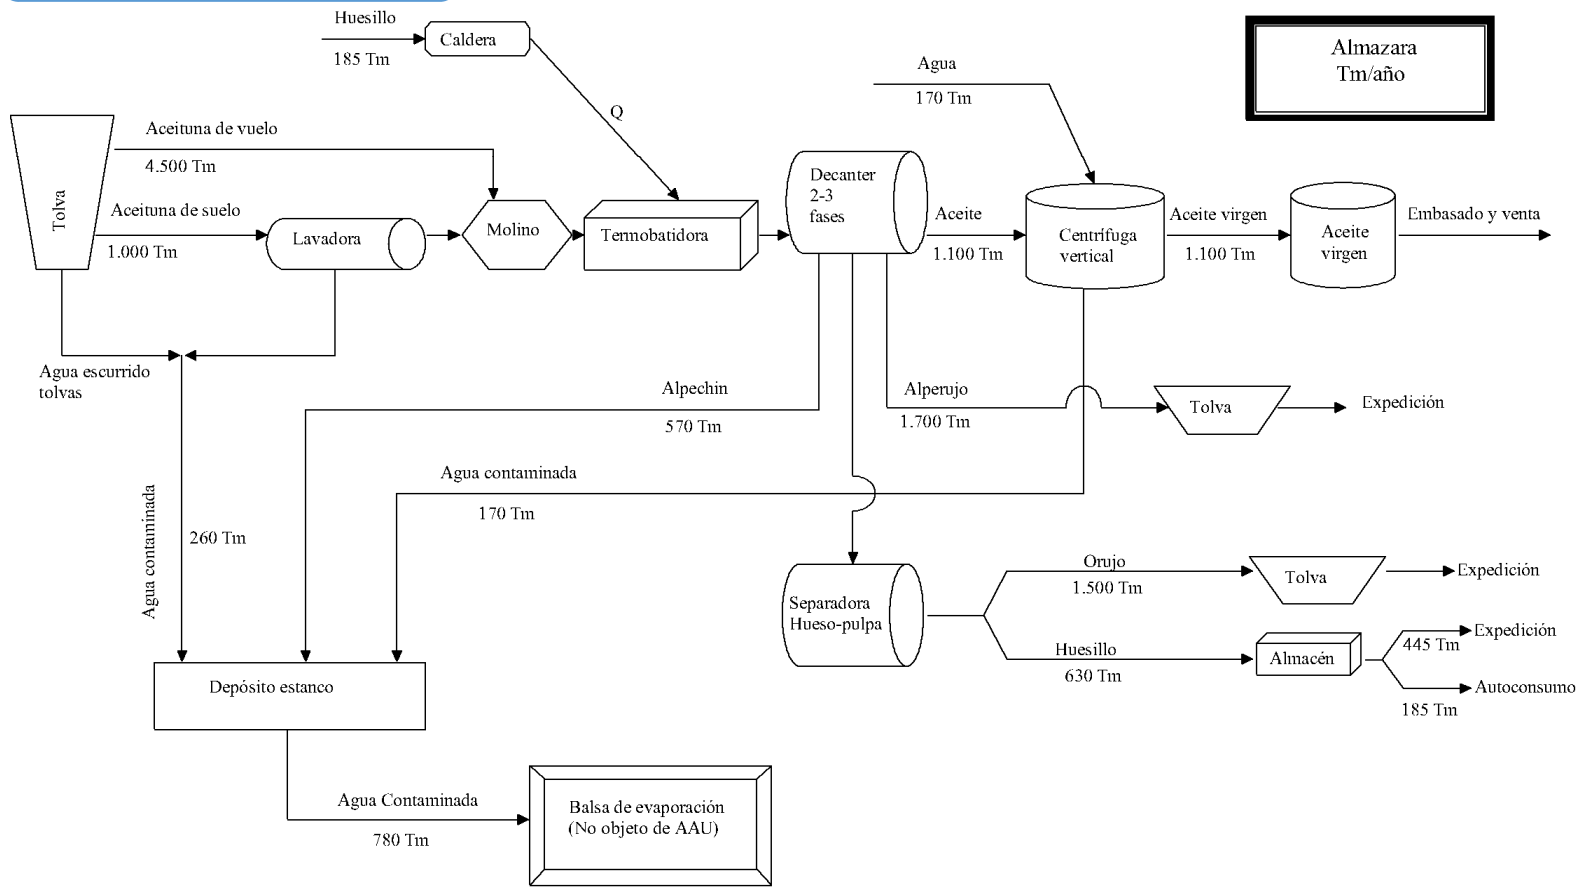 Huesillo
185 Tm
Caldera
Q
Agua
170 Tm
Almazara
Tm/año
Tolva
Aceituna de vuelo
4.500 Tm
Aceituna de suelo
1.000 Tm
Lavadora
Molino
Termobatidora
Decanter
2-3
fases
Aceite
1.100 Tm
Centrífuga
vertical
Aceite virgen
1.100 Tm
Aceite
virgen
Embasado y venta
Agua escurrido
tolvas
Alpechin
570 Tm
Alperujo
1.700 Tm
Tolva
Expedición
Agua contaminada
170 Tm
Agua contaminada
260 Tm
Separadora
Hueso-pulpa
Orujo
1.500 Tm
Tolva
Expedición
Huesillo
630 Tm
Almacén
Expedición
445 Tm
Autoconsumo
185 Tm
Depósito estanco
Agua Contaminada
780 Tm
Balsa de evaporación
(No objeto de AAU)